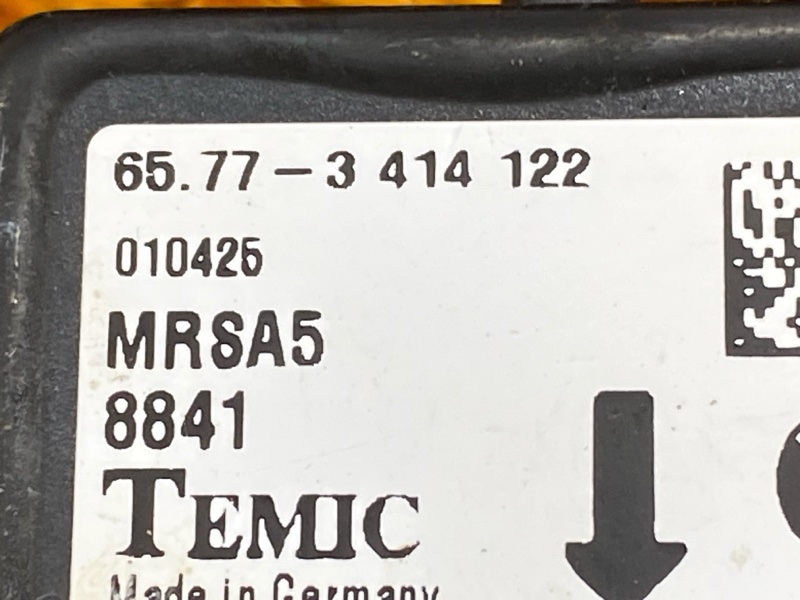 65.77-3 414 122
010425
MRSA5
8841
TEMIC
Made in Germany